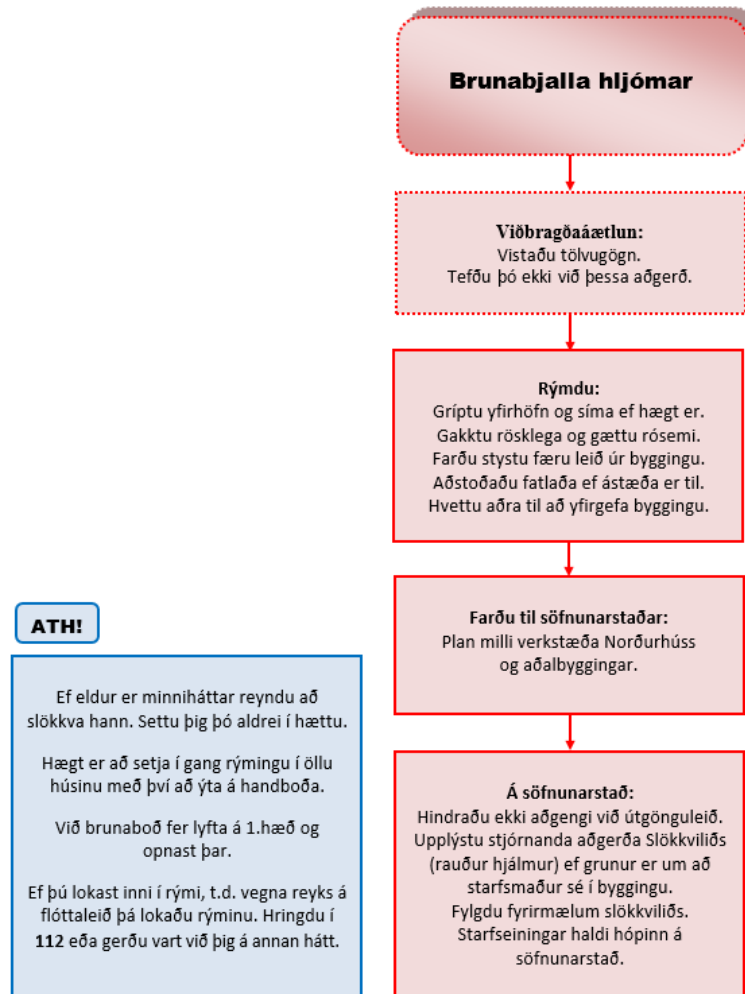 Brunabjalla hljómar
Viðbragðaáætlun:
Vistaðu tölvugögn.
Tefðu þó ekki við þessa aðgerð.
Rýmdu:
Gríptu yfirhöfn og síma ef hægt er.
Gakktu rösklega og gættu rósemi.
Farðu stystu færu leið úr byggingu.
Aðstoðaðu fatlaða ef ástæða er til.
Hvettu aðra til að yfirgefa byggingu.
Farðu til söfnunarstaðar:
Plan milli verkstæða Norðurhúss
og aðalbyggingar.
Á söfnunarstað:
Hindraðu ekki aðgengi við útgönguleið.
Upplýstu stjórnanda aðgerða Slökkviliðs
(rauður hjálmur) ef grunur er um að
starfsmaður sé í byggingu.
Fylgdu fyrirmælum slökkviliðs.
Starfseiningar haldi hópinn á
söfnunarstað.
ATH!
Ef eldur er minniháttar reyndu að
slökkva hann. Settu þig þó aldrei í hættu.
Hægt er að setja í gang rýmingu í öllu
húsinu með því að ýta á handboða.
Við brunaboð fer lyfta á 1.hæð og
opnast þar.
Ef þú lokast inni í rými, t.d. vegna reyks á
flóttaleið þá lokaðu rýminu. Hringdu í
112 eða gerðu vart við þig á annan hátt.